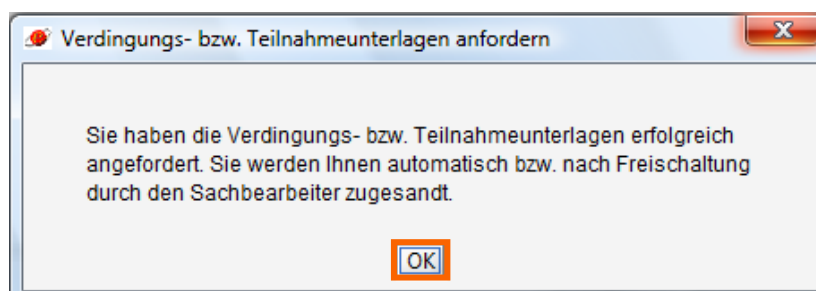 Verdingungs- bzw. Teilnahmeunterlagen anfordern
Sie haben die Verdingungs- bzw. Teilnahmeunterlagen erfolgreich
angefordert. Sie werden Ihnen automatisch bzw. nach Freischaltung
durch den Sachbearbeiter zugesandt.
OK